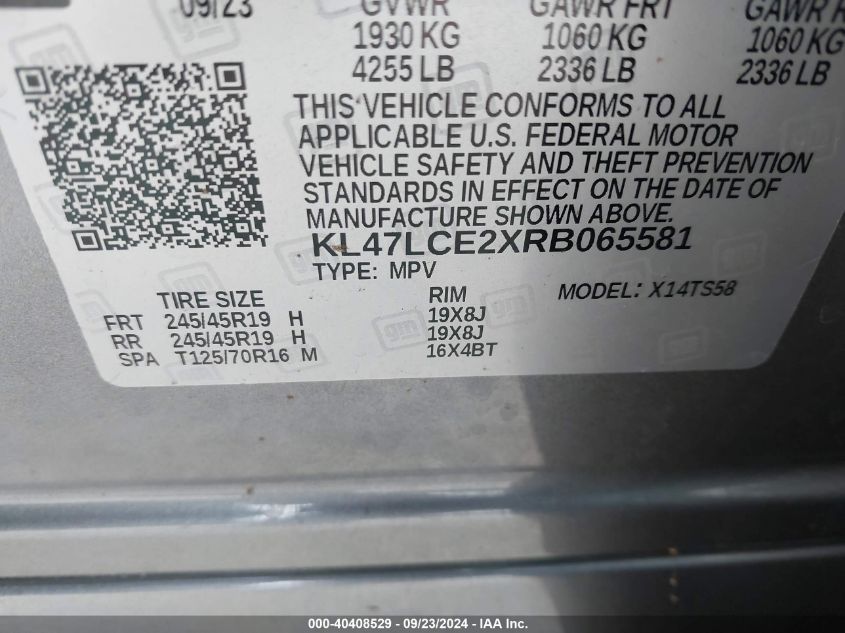 09/23 GVWR GAWR FRT GAWR R
1930 KG 1060 KG 1060 KG
4255 LB 2336 LB 2336 LB
THIS VEHICLE CONFORMS TO ALL
APPLICABLE U.S. FEDERAL MOTOR
VEHICLE SAFETY AND THEFT PREVENTION
STANDARDS IN EFFECT ON THE DATE OF
MANUFACTURE SHOWN ABOVE.
KL47LCE2XRB065581
TYPE: MPV
TIRE SIZE RIM MODEL: X14TS58
FRT 245/45R19 H 19X8J
RR 245/45R19 H 19X8J
SPA T125/70R16 M 16X4BT
000-40408529 - 09/23/2024 - IAAI.COM